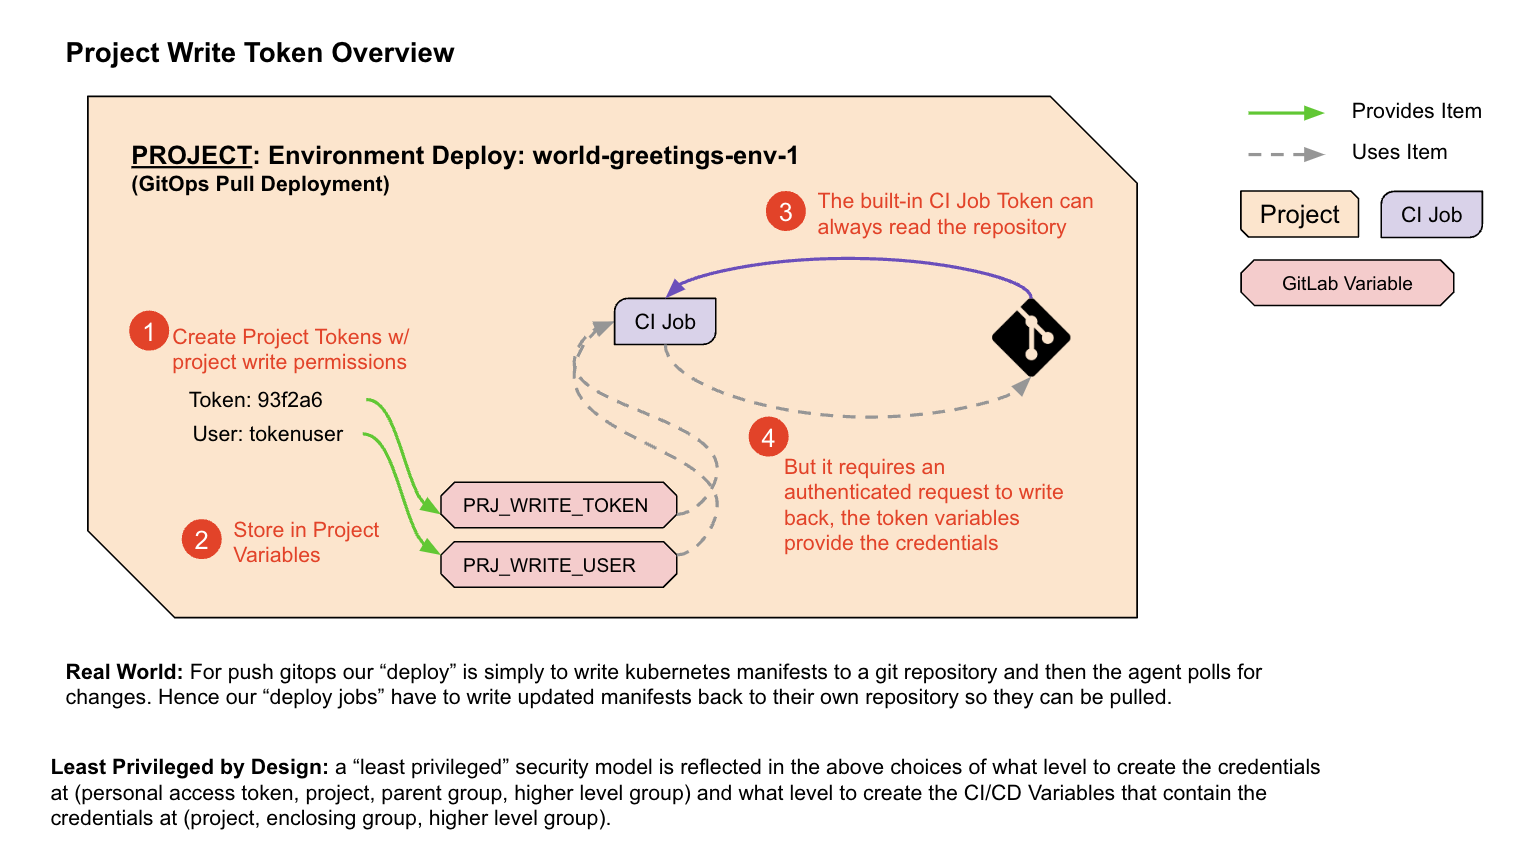 Project Write Token Overview
PROJECT: Environment Deploy: world-greetings-env-1
(GitOps Pull Deployment)
3
The built-in CI Job Token can
always read the repository
CI Job
1
Create Project Tokens w/
project write permissions
Token: 93f2a6
User: tokenuser
2
Store in Project
Variables
PRJ_WRITE_TOKEN
PRJ_WRITE_USER
4
But it requires an
authenticated request to write
back, the token variables
provide the credentials
Provides Item
Uses Item
Project
CI Job
GitLab Variable
Real World: For push gitops our “deploy” is simply to write kubernetes manifests to a git repository and then the agent polls for
changes. Hence our “deploy jobs” have to write updated manifests back to their own repository so they can be pulled.
Least Privileged by Design: a “least privileged” security model is reflected in the above choices of what level to create the credentials
at (personal access token, project, parent group, higher level group) and what level to create the CI/CD Variables that contain the
credentials at (project, enclosing group, higher level group).